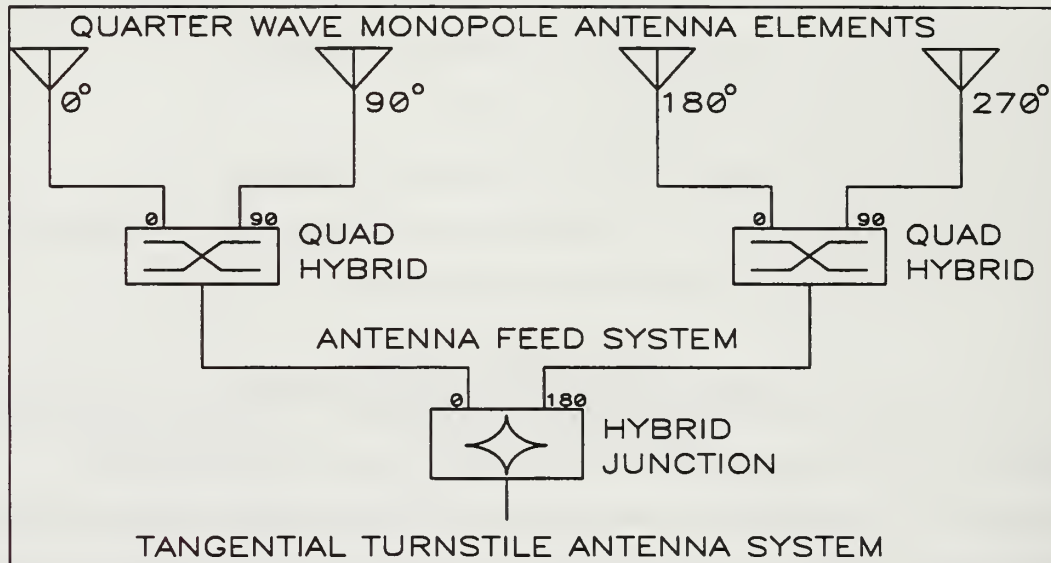 QUARTER WAVE MONOPOLE ANTENNA ELEMENTS
0° 90° 180° 270°
0 90 0 90
QUAD HYBRID QUAD HYBRID
ANTENNA FEED SYSTEM
0 180
HYBRID JUNCTION
TANGENTIAL TURNSTILE ANTENNA SYSTEM